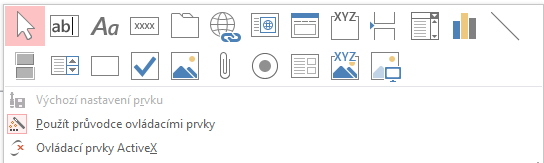 ab Aa xxxx XYZ
XYZ
Výchozí nastavení prvku
Použít průvodce ovládacími prvky
Ovládací prvky ActiveX